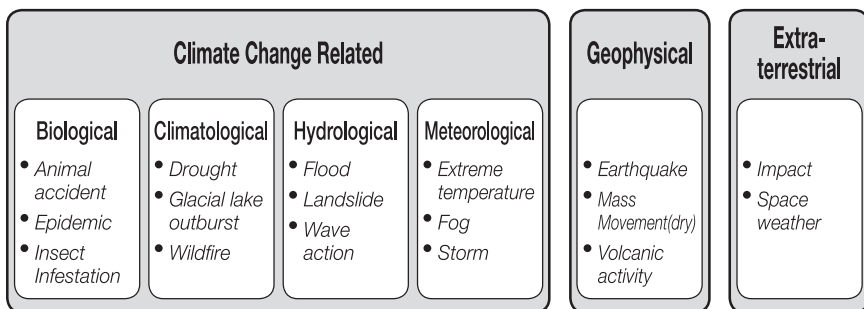 Climate Change Related
Biological
• Animal
accident
• Epidemic
• Insect
Infestation
Climatological
• Drought
• Glacial lake
outburst
• Wildfire
Hydrological
• Flood
• Landslide
• Wave
action
Meteorological
• Extreme
temperature
• Fog
• Storm
Geophysical
• Earthquake
• Mass
Movement(dry)
• Volcanic
activity
Extra-
terrestrial
• Impact
• Space
weather